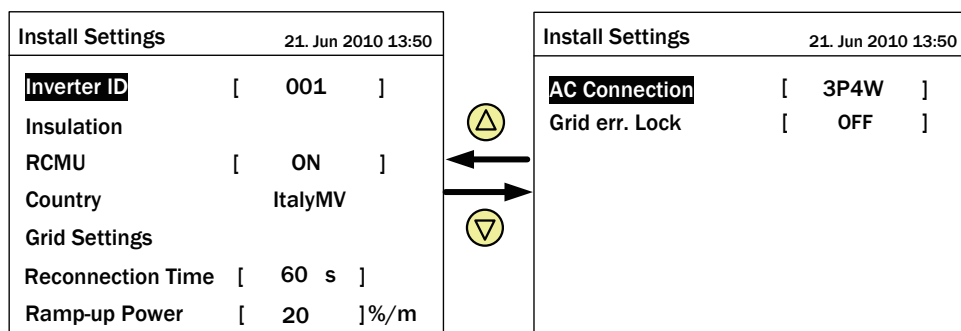 Install Settings 21. Jun 2010 13:50
Inverter ID [ 001 ]
Insulation
RCMU [ ON ]
Country ItalyMV
Grid Settings
Reconnection Time [ 60 s ]
Ramp-up Power [ 20 ]%/m
Install Settings 21. Jun 2010 13:50
AC Connection [ 3P4W ]
Grid err. Lock [ OFF ]